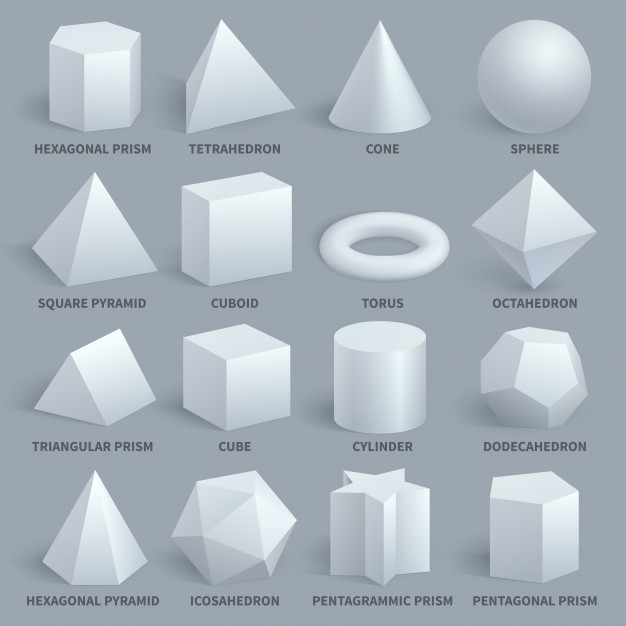 HEXAGONAL PRISM
TETRAHEDRON
CONE
SPHERE
SQUARE PYRAMID
CUBOID
TORUS
OCTAHEDRON
TRIANGULAR PRISM
CUBE
CYLINDER
DODECAHEDRON
HEXAGONAL PYRAMID
ICOSAHEDRON
PENTAGRAMMIC PRISM
PENTAGONAL PRISM